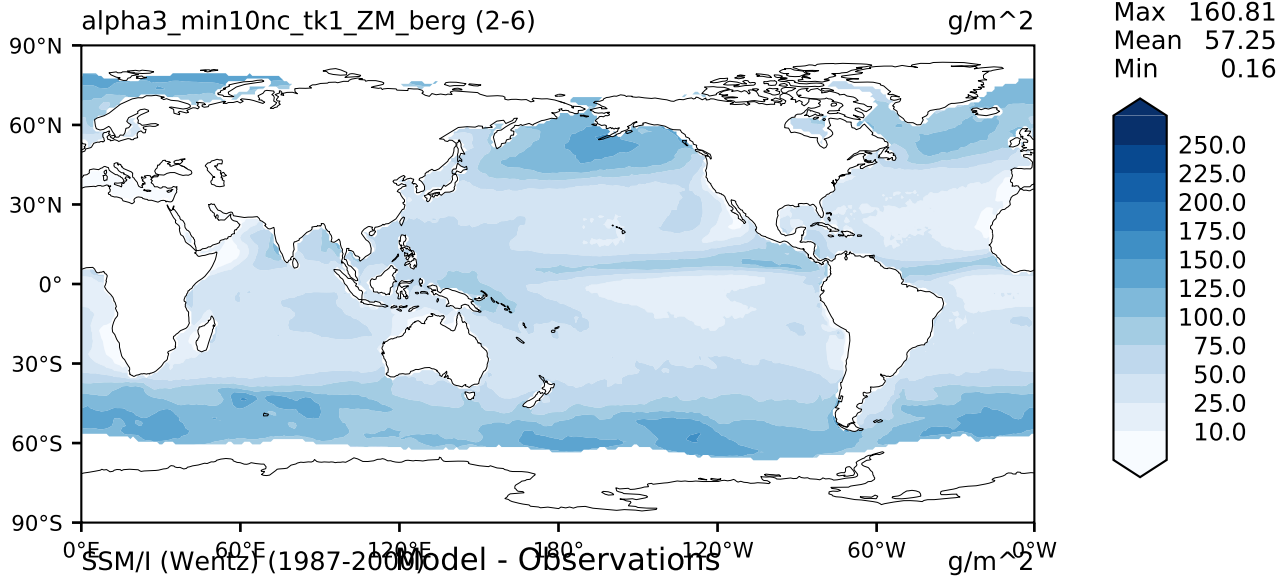 alpha3_min10nc_tk1_ZM_berg (2-6) g/m^2
Max 160.81
Mean 57.25
Min 0.16
90°N
60°N
30°N
0°
30°S
60°S
90°S
250.0
225.0
200.0
175.0
150.0
125.0
100.0
75.0
50.0
25.0
10.0
0°E 60°E 120°E 180° 120°W 60°W 0°W
SSM/I (Wentz) (1987-2000) Model - Observations g/m^2